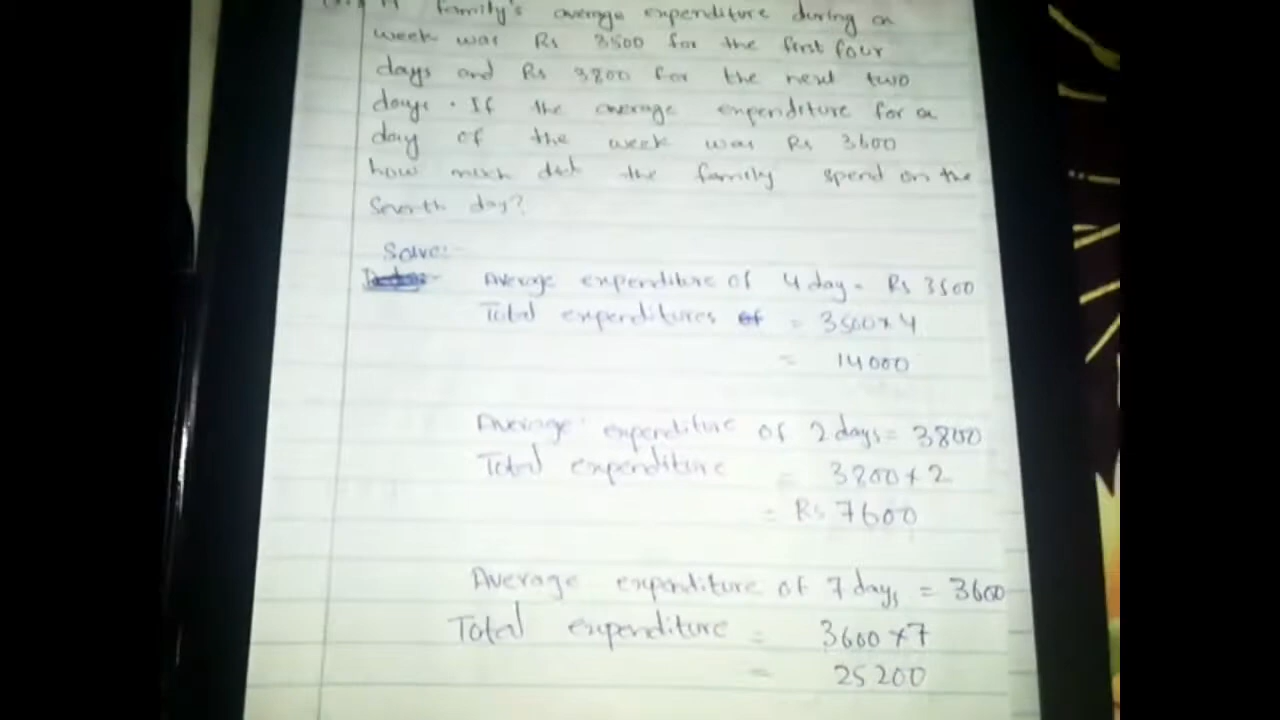 family's average expenditure during a
week was Rs 3500 for the first four
days and Rs 3800 for the next two
days. If the average expenditure for a
day of the week was Rs 3600
how much did the family spend on the
seventh day?
Solve:-
Average expenditure of 4 day = Rs 3500
Total expenditures = 3500×4
= 14000
Average expenditure of 2 days = 3800
Total expenditure = 3800×2
= Rs 7600
Average expenditure of 7 days = 3600
Total expenditure = 3600×7
= 25200